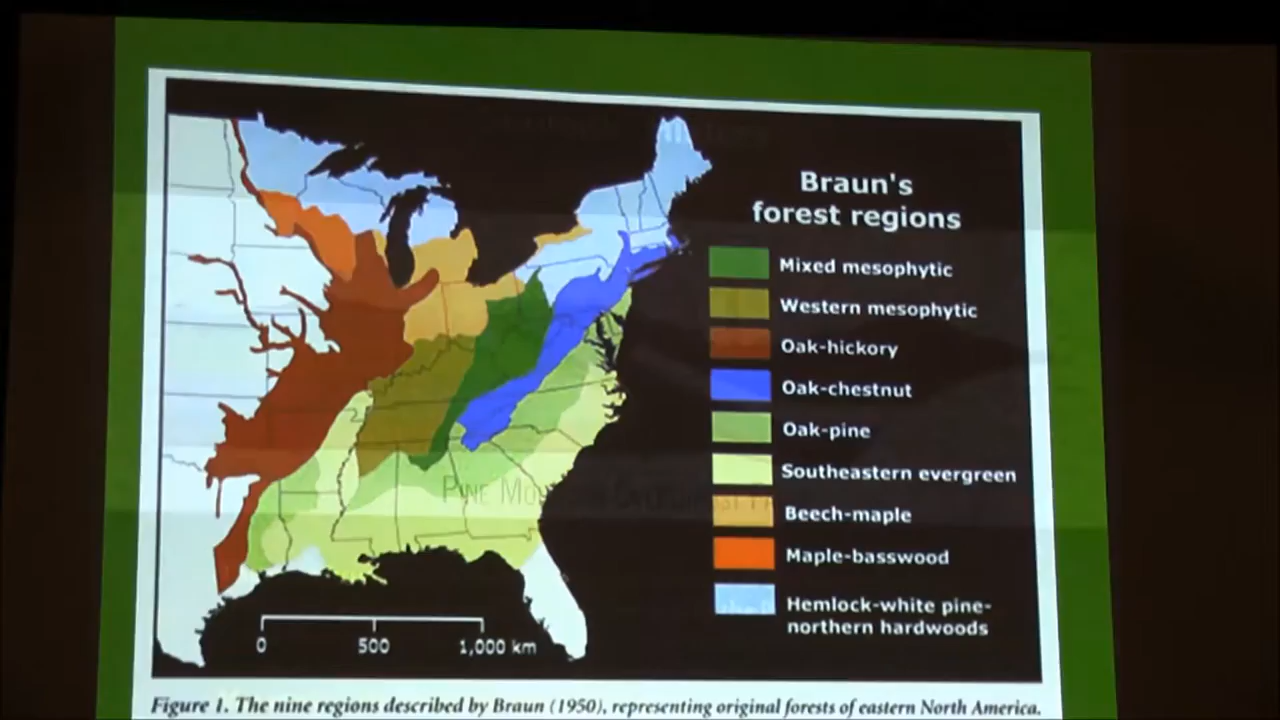 Braun's
forest regions
Mixed mesophytic
Western mesophytic
Oak-hickory
Oak-chestnut
Oak-pine
Southeastern evergreen
Beech-maple
Maple-basswood
Hemlock-white pine-
northern hardwoods
PINE MOUNTAIN
0 500 1,000 km
Figure 1. The nine regions described by Braun (1950), representing original forests of eastern North America.